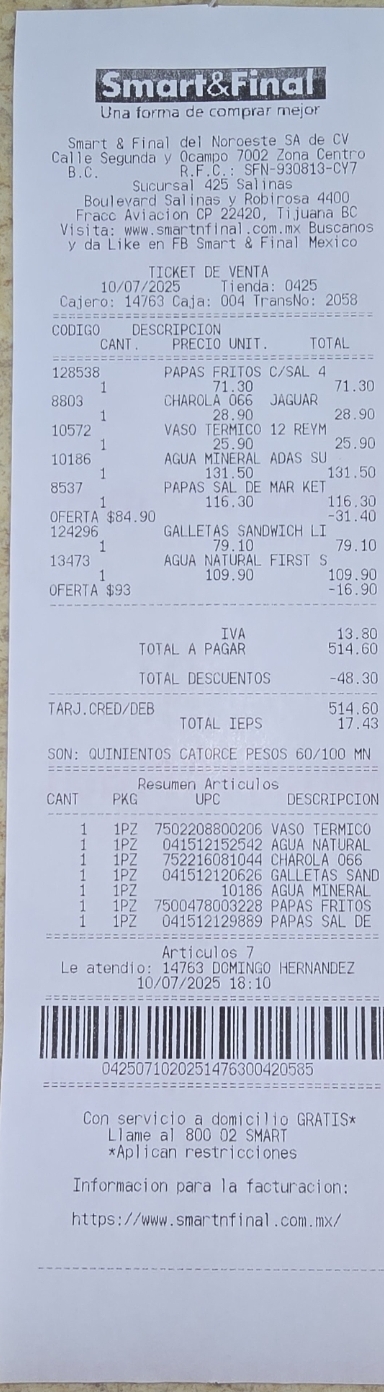 Smart&Final
Una forma de comprar mejor
Smart & Final del Noroeste SA de CV
Calle Segunda y Ocampo 7002 Zona Centro
B.C. R.F.C.: SFN-930813-CY7
Sucursal 425 Salinas
Boulevard Salinas y Robirosa 4400
Fracc Aviacion CP 22420, Tijuana BC
Visita: www.smartnfinal.com.mx Buscanos
y da Like en FB Smart & Final Mexico
TICKET DE VENTA
10/07/2025 Tienda: 0425
Cajero: 14763 Caja: 004 TransNo: 2058
CODIGO DESCRIPCION
CANT. PRECIO UNIT. TOTAL
128538 PAPAS FRITOS C/SAL 4
1 71.30 71.30
8803 CHAROLA 066 JAGUAR
1 28.90 28.90
10572 VASO TERMICO 12 REYM
1 25.90 25.90
10186 AGUA MINERAL ADAS SU
1 131.50 131.50
8537 PAPAS SAL DE MAR KET
1 116.30 116.30
OFERTA $84.90 -31.40
124296 GALLETAS SANDWICH LI
1 79.10 79.10
13473 AGUA NATURAL FIRST S
1 109.90 109.90
OFERTA $93 -16.90
IVA 13.80
TOTAL A PAGAR 514.60
TOTAL DESCUENTOS -48.30
TARJ.CRED/DEB 514.60
TOTAL IEPS 17.43
SON: QUINIENTOS CATORCE PESOS 60/100 MN
Resumen Articulos
CANT PKG UPC DESCRIPCION
1 1PZ 7502208800206 VASO TERMICO
1 1PZ 041512152542 AGUA NATURAL
1 1PZ 752216081044 CHAROLA 066
1 1PZ 041512120626 GALLETAS SAND
1 1PZ 10186 AGUA MINERAL
1 1PZ 7500478003228 PAPAS FRITOS
1 1PZ 041512129889 PAPAS SAL DE
Articulos 7
Le atendio: 14763 DOMINGO HERNANDEZ
10/07/2025 18:10
0425071020251476300420585
Con servicio a domicilio GRATIS*
Llame al 800 02 SMART
*Aplican restricciones
Informacion para la facturacion:
https://www.smartnfinal.com.mx/